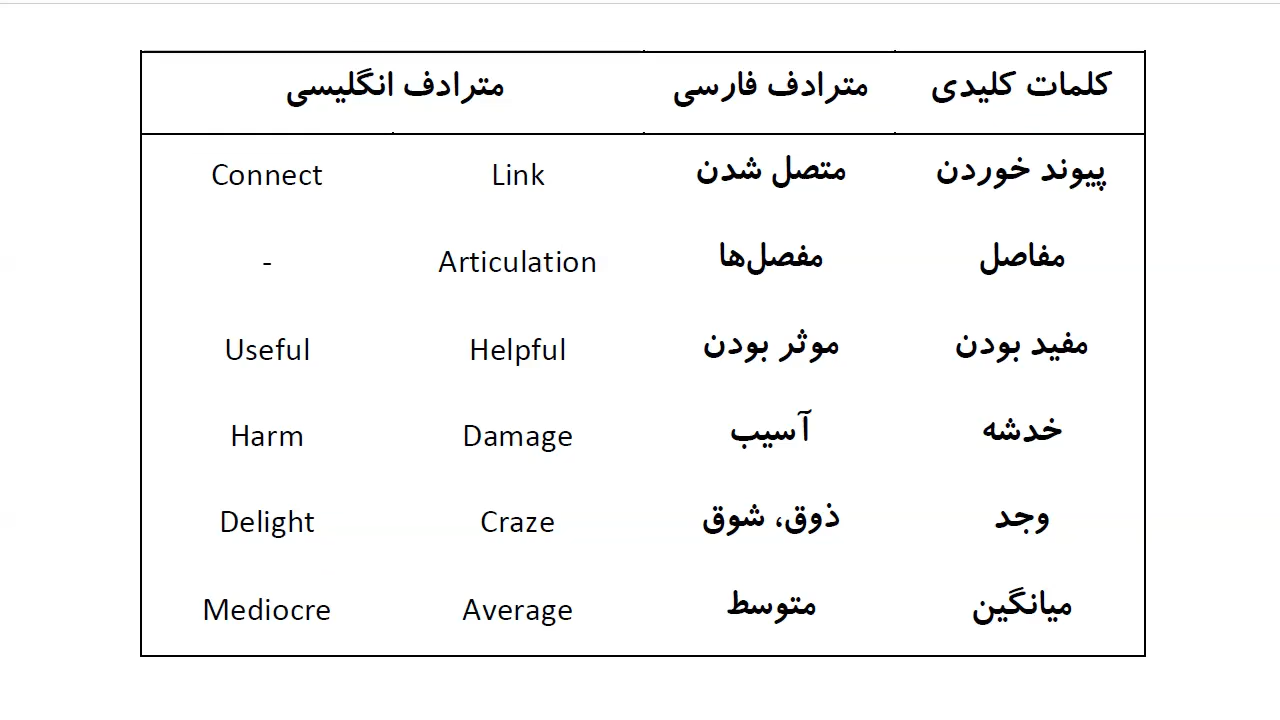 کلمات کلیدی مترادف فارسی مترادف انگلیسی
پیوند خوردن متصل شدن Link Connect
مفاصل مفصل‌ها Articulation -
مفید بودن موثر بودن Helpful Useful
خدشه آسیب Damage Harm
وجد ذوق، شوق Craze Delight
میانگین متوسط Average Mediocre